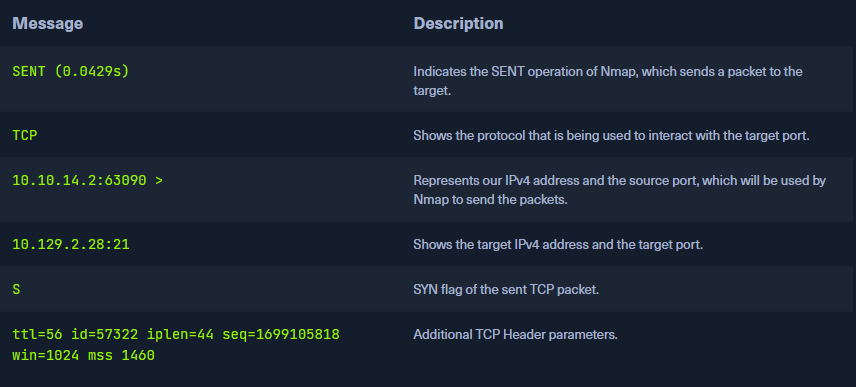 Message Description
SENT (0.0429s) Indicates the SENT operation of Nmap, which sends a packet to the
target.
TCP Shows the protocol that is being used to interact with the target port.
10.10.14.2:63090 > Represents our IPv4 address and the source port, which will be used by
Nmap to send the packets.
10.129.2.28:21 Shows the target IPv4 address and the target port.
S SYN flag of the sent TCP packet.
ttl=56 id=57322 iplen=44 seq=1699105818 Additional TCP Header parameters.
win=1024 mss 1460